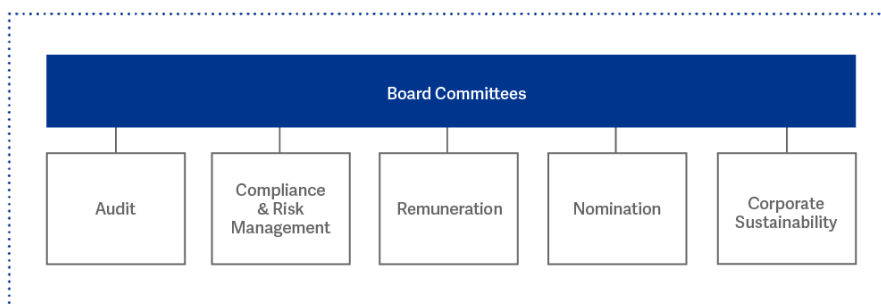 Board Committees
Audit
Compliance
& Risk
Management
Remuneration
Nomination
Corporate
Sustainability